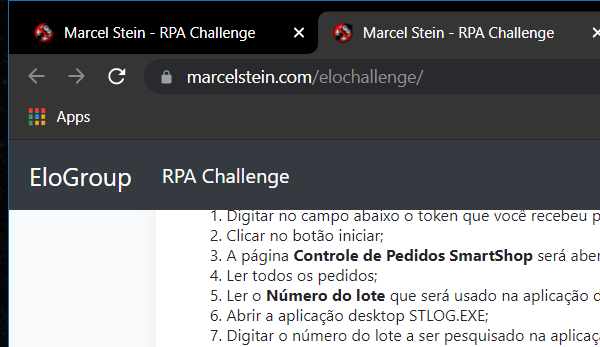 Marcel Stein - RPA Challenge
Marcel Stein - RPA Challenge
marcelstein.com/elochallenge/
Apps
EloGroup RPA Challenge
1. Digitar no campo abaixo o token que você recebeu p
2. Clicar no botão iniciar;
3. A página Controle de Pedidos SmartShop será aber
4. Ler todos os pedidos;
5. Ler o Número do lote que será usado na aplicação d
6. Abrir a aplicação desktop STLOG.EXE;
7. Digitar o número do lote a ser pesquisado na aplicaçã